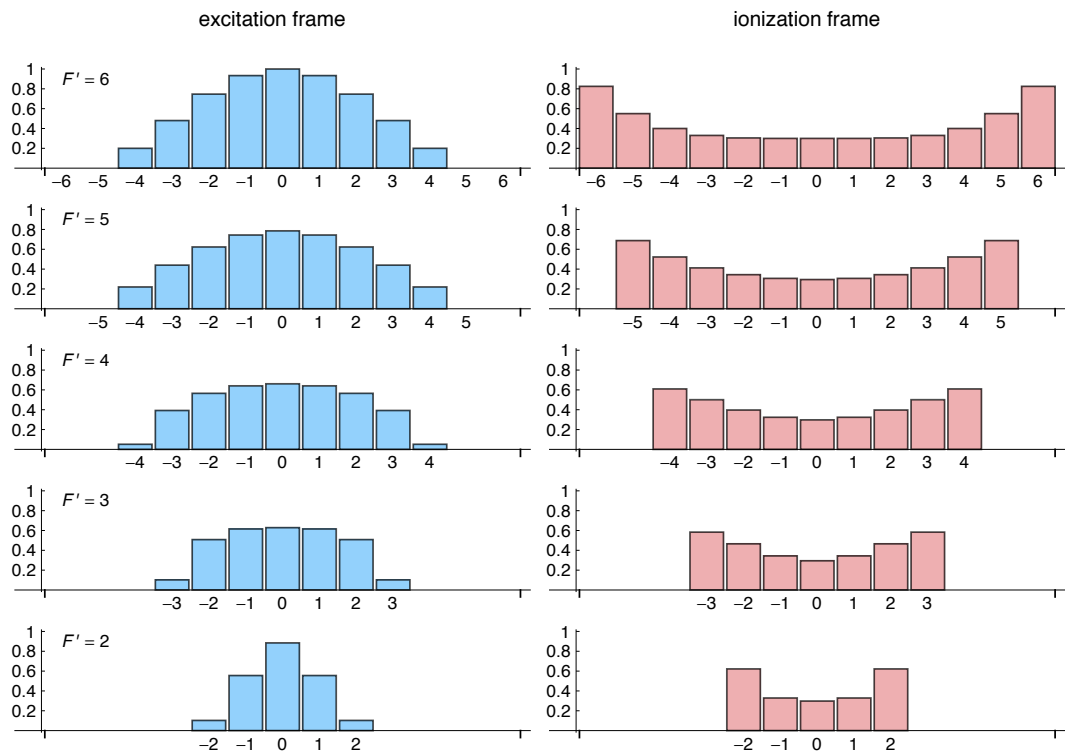 excitation frame ionization frame
1 F' = 6 1
0.8 0.8
0.6 0.6
0.4 0.4
0.2 0.2
−6 −5 −4 −3 −2 −1 0 1 2 3 4 5 6 −6 −5 −4 −3 −2 −1 0 1 2 3 4 5 6
1 F' = 5 1
0.8 0.8
0.6 0.6
0.4 0.4
0.2 0.2
−5 −4 −3 −2 −1 0 1 2 3 4 5 −5 −4 −3 −2 −1 0 1 2 3 4 5
1 F' = 4 1
0.8 0.8
0.6 0.6
0.4 0.4
0.2 0.2
−4 −3 −2 −1 0 1 2 3 4 −4 −3 −2 −1 0 1 2 3 4
1 F' = 3 1
0.8 0.8
0.6 0.6
0.4 0.4
0.2 0.2
−3 −2 −1 0 1 2 3 −3 −2 −1 0 1 2 3
1 F' = 2 1
0.8 0.8
0.6 0.6
0.4 0.4
0.2 0.2
−2 −1 0 1 2 −2 −1 0 1 2